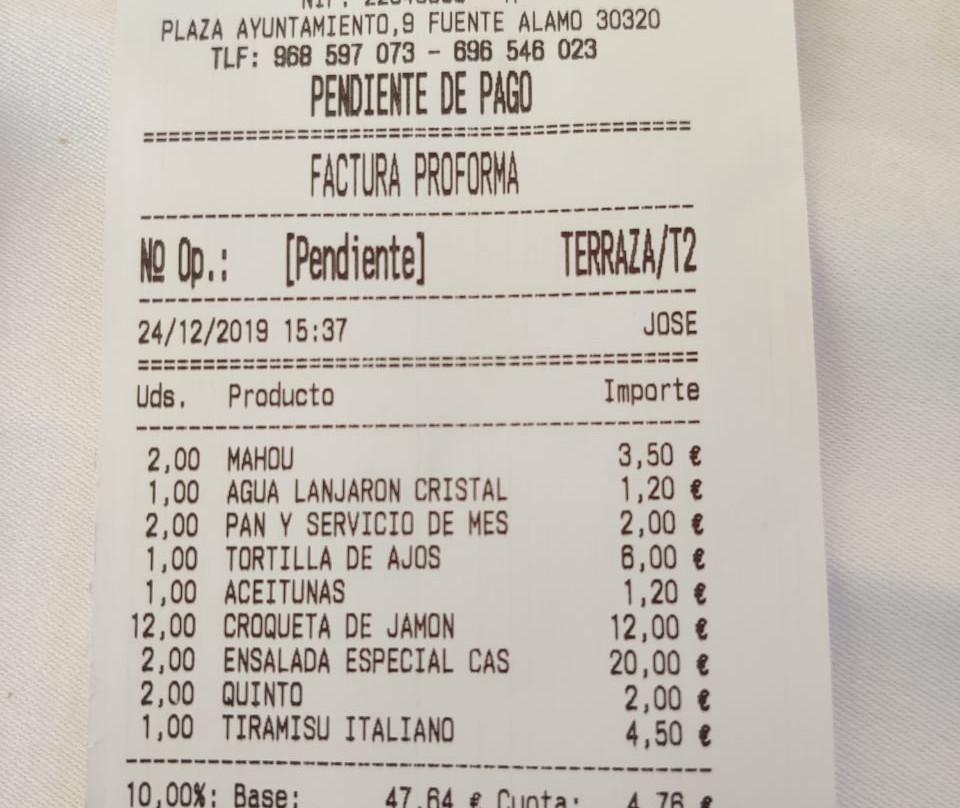 PLAZA AYUNTAMIENTO,9 FUENTE ALAMO 30320
TLF: 968 597 073 - 696 546 023
PENDIENTE DE PAGO
FACTURA PROFORMA
Nº Op.: [Pendiente] TERRAZA/T2
24/12/2019 15:37 JOSE
Uds. Producto Importe
2,00 MAHOU 3,50 €
1,00 AGUA LANJARON CRISTAL 1,20 €
2,00 PAN Y SERVICIO DE MES 2,00 €
1,00 TORTILLA DE AJOS 6,00 €
1,00 ACEITUNAS 1,20 €
12,00 CROQUETA DE JAMON 12,00 €
2,00 ENSALADA ESPECIAL CAS 20,00 €
2,00 QUINTO 2,00 €
1,00 TIRAMISU ITALIANO 4,50 €
10,00%: Base: 47,64 € Cuota: 4,76 €